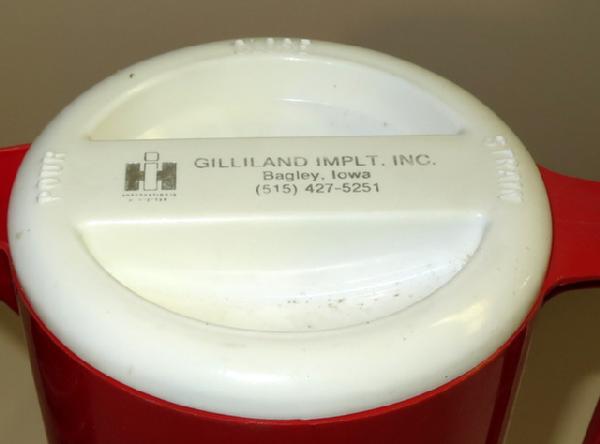 POUR
GILLILAND IMPLT. INC.
Bagley, Iowa
(515) 427-5251
STRAIN